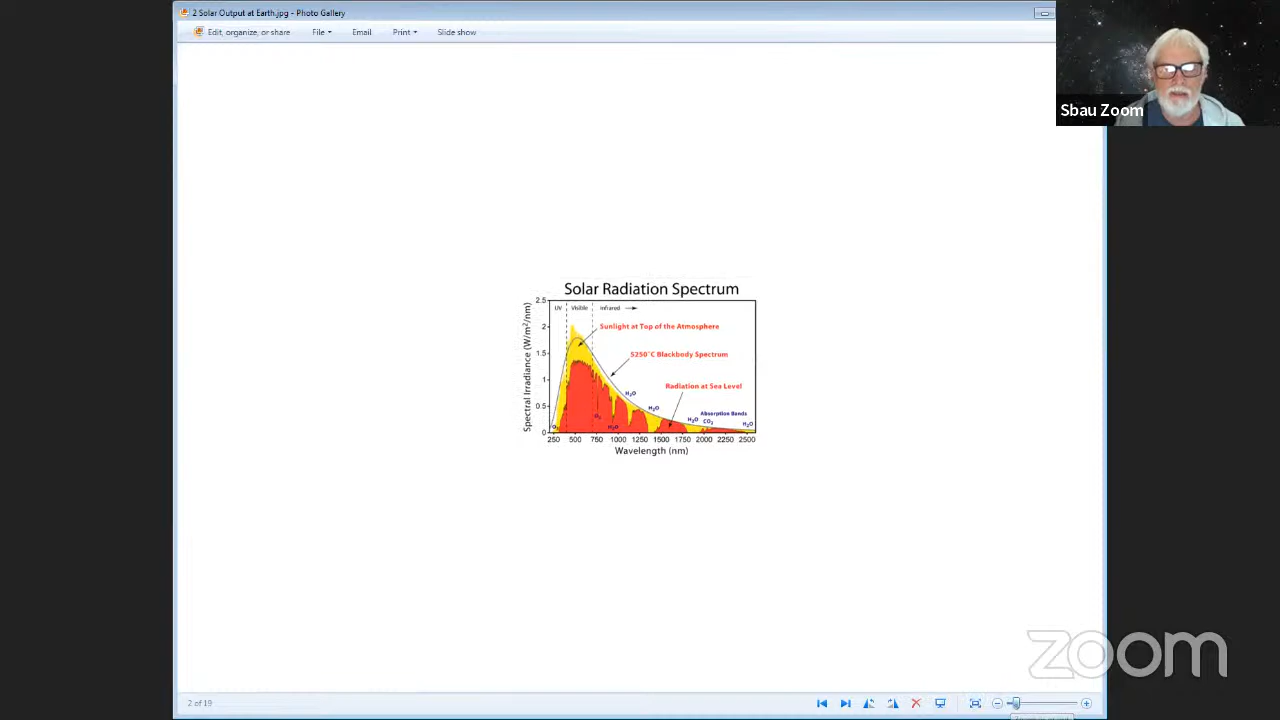 2 Solar Output at Earth.jpg - Photo Gallery
Edit, organize, or share File Email Print Slide show
Sbau Zoom
Solar Radiation Spectrum
UV Visible Infrared
Sunlight at Top of the Atmosphere
5250°C Blackbody Spectrum
Radiation at Sea Level
H₂O
H₂O
H₂O
Absorption Bands
CO₂
H₂O
O₂
H₂O
2.5
2
1.5
1
0.5
0
Spectral Irradiance (W/m²/nm)
250 500 750 1000 1250 1500 1750 2000 2250 2500
Wavelength (nm)
zoom
2 of 19